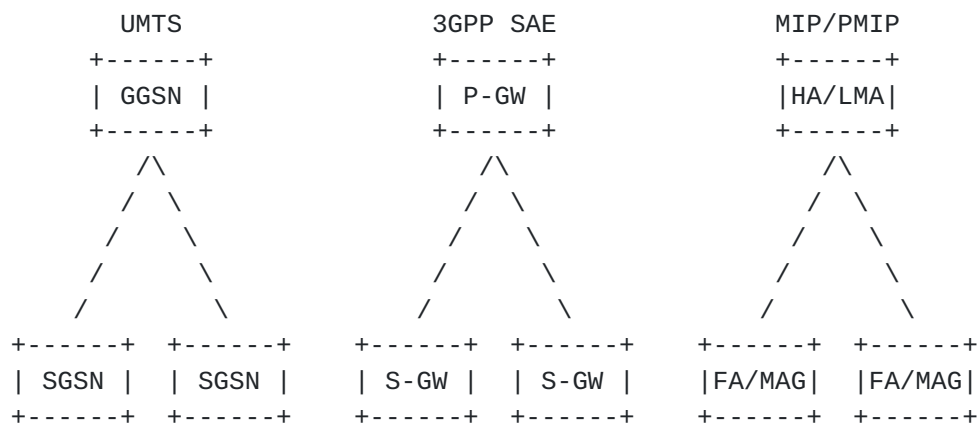 UMTS 3GPP SAE MIP/PMIP
+------+ +------+ +------+
| GGSN | | P-GW | |HA/LMA|
+------+ +------+ +------+
/\ /\ /\
/ \ / \ / \
/ \ / \ / \
/ \ / \ / \
/ \ / \ / \
+------+ +------+ +------+ +------+ +------+ +------+
| SGSN | | SGSN | | S-GW | | S-GW | |FA/MAG| |FA/MAG|
+------+ +------+ +------+ +------+ +------+ +------+